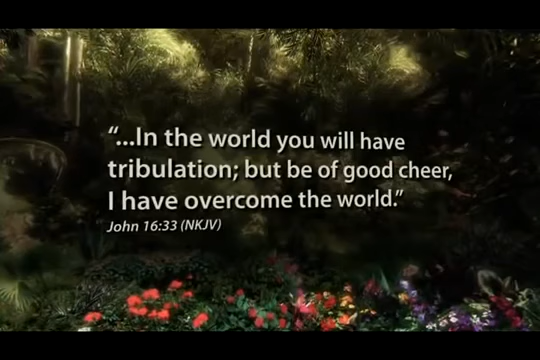 “...In the world you will have
tribulation; but be of good cheer,
I have overcome the world.”
John 16:33 (NKJV)